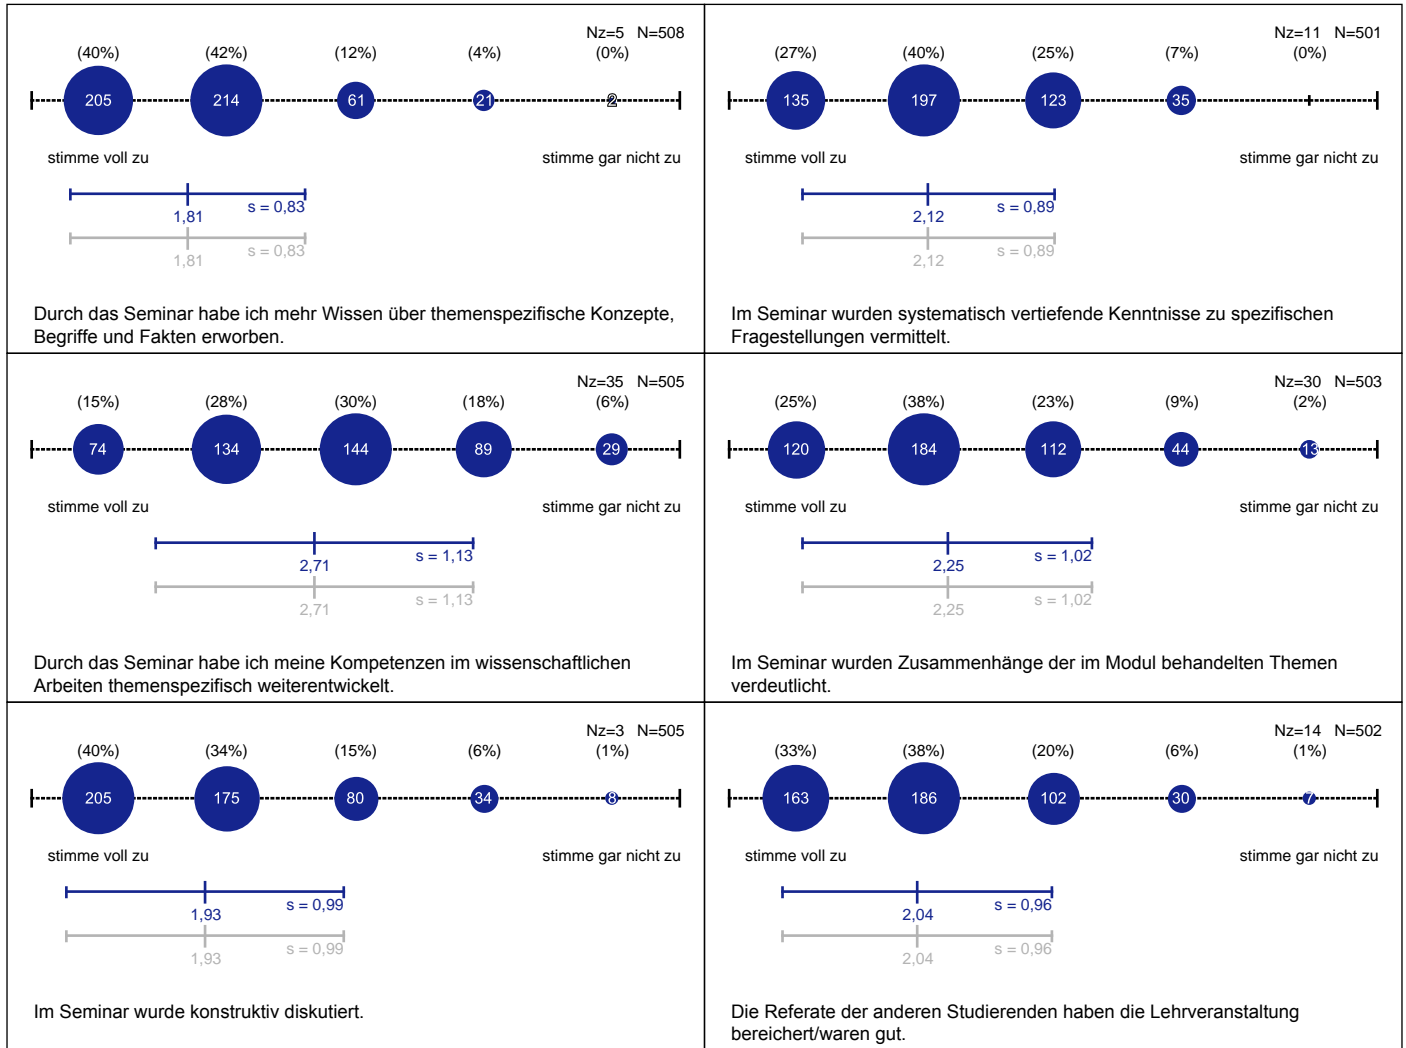 Nz=5 N=508
(40%) (42%) (12%) (4%) (0%)
205 214 61 21 2
stimme voll zu stimme gar nicht zu
s = 0,83
1,81
s = 0,83
1,81
Durch das Seminar habe ich mehr Wissen über themenspezifische Konzepte,
Begriffe und Fakten erworben.
Nz=11 N=501
(27%) (40%) (25%) (7%) (0%)
135 197 123 35
stimme voll zu stimme gar nicht zu
s = 0,89
2,12
s = 0,89
2,12
Im Seminar wurden systematisch vertiefende Kenntnisse zu spezifischen
Fragestellungen vermittelt.
Nz=35 N=505
(15%) (28%) (30%) (18%) (6%)
74 134 144 89 29
stimme voll zu stimme gar nicht zu
s = 1,13
2,71
s = 1,13
2,71
Durch das Seminar habe ich meine Kompetenzen im wissenschaftlichen
Arbeiten themenspezifisch weiterentwickelt.
Nz=30 N=503
(25%) (38%) (23%) (9%) (2%)
120 184 112 44 13
stimme voll zu stimme gar nicht zu
s = 1,02
2,25
s = 1,02
2,25
Im Seminar wurden Zusammenhänge der im Modul behandelten Themen
verdeutlicht.
Nz=3 N=505
(40%) (34%) (15%) (6%) (1%)
205 175 80 34 8
stimme voll zu stimme gar nicht zu
s = 0,99
1,93
s = 0,99
1,93
Im Seminar wurde konstruktiv diskutiert.
Nz=14 N=502
(33%) (38%) (20%) (6%) (1%)
163 186 102 30 7
stimme voll zu stimme gar nicht zu
s = 0,96
2,04
s = 0,96
2,04
Die Referate der anderen Studierenden haben die Lehrveranstaltung
bereichert/waren gut.